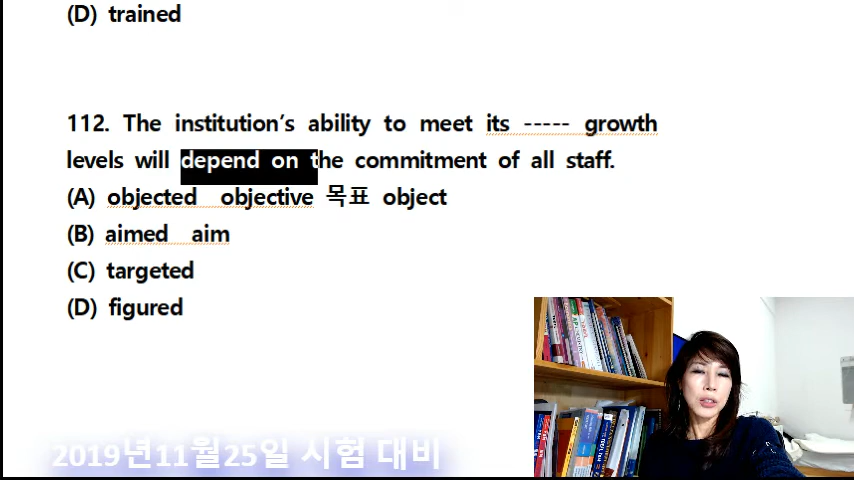 (D) trained
112. The institution's ability to meet its ----- growth
levels will depend on the commitment of all staff.
(A) objected objective 목표 object
(B) aimed aim
(C) targeted
(D) figured
2019년11월25일 시험 대비